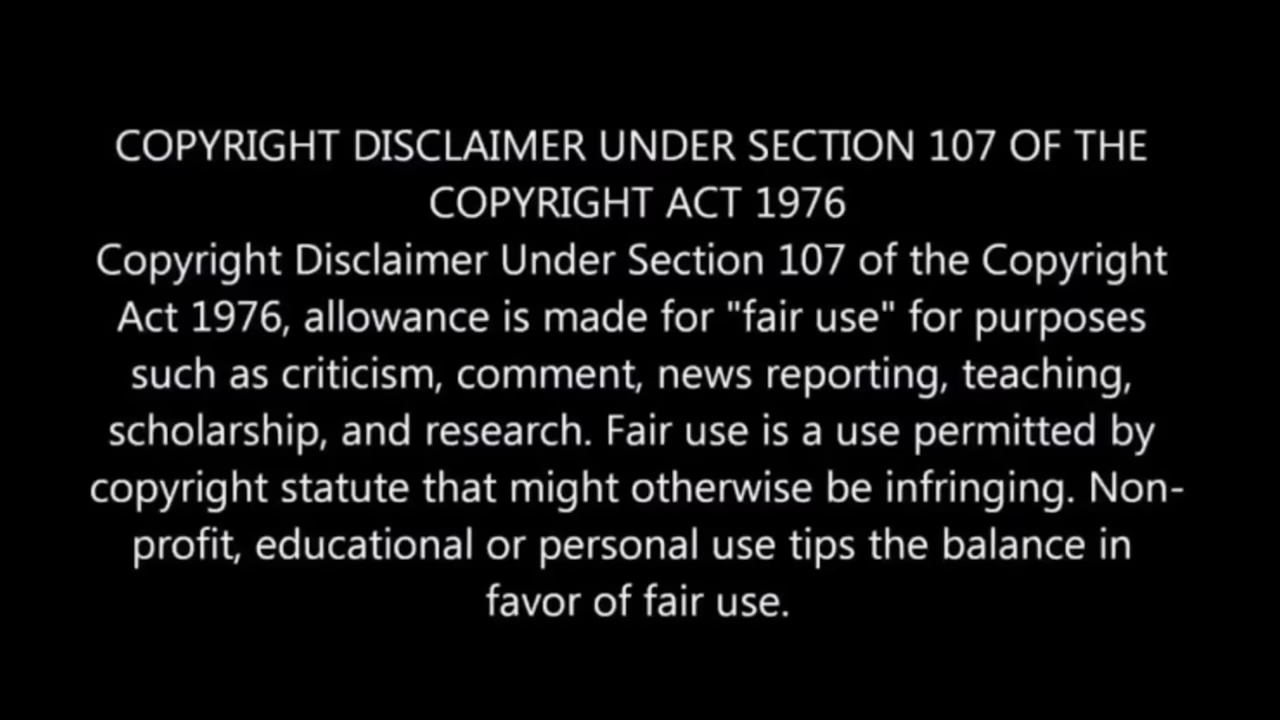 COPYRIGHT DISCLAIMER UNDER SECTION 107 OF THE
COPYRIGHT ACT 1976
Copyright Disclaimer Under Section 107 of the Copyright
Act 1976, allowance is made for "fair use" for purposes
such as criticism, comment, news reporting, teaching,
scholarship, and research. Fair use is a use permitted by
copyright statute that might otherwise be infringing. Non-
profit, educational or personal use tips the balance in
favor of fair use.